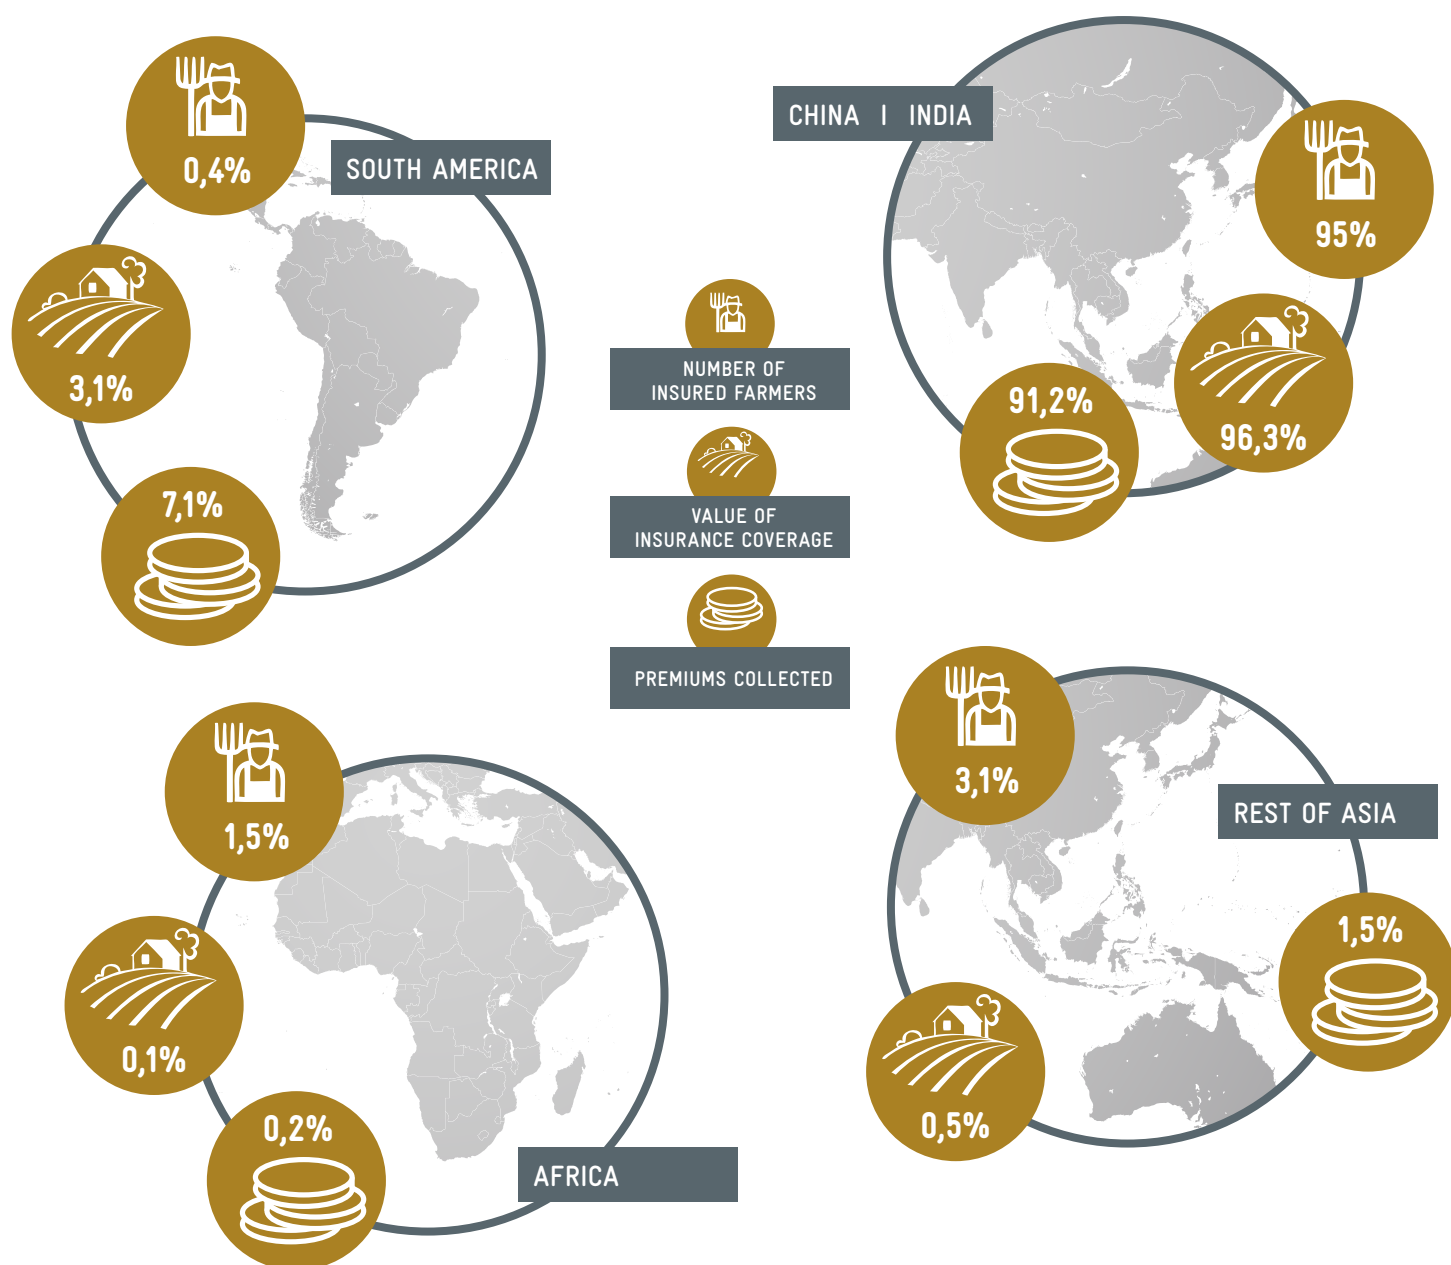 0,4%
SOUTH AMERICA
3,1%
7,1%
CHINA | INDIA
95%
96,3%
91,2%
NUMBER OF
INSURED FARMERS
VALUE OF
INSURANCE COVERAGE
PREMIUMS COLLECTED
1,5%
0,1%
0,2%
AFRICA
3,1%
REST OF ASIA
1,5%
0,5%